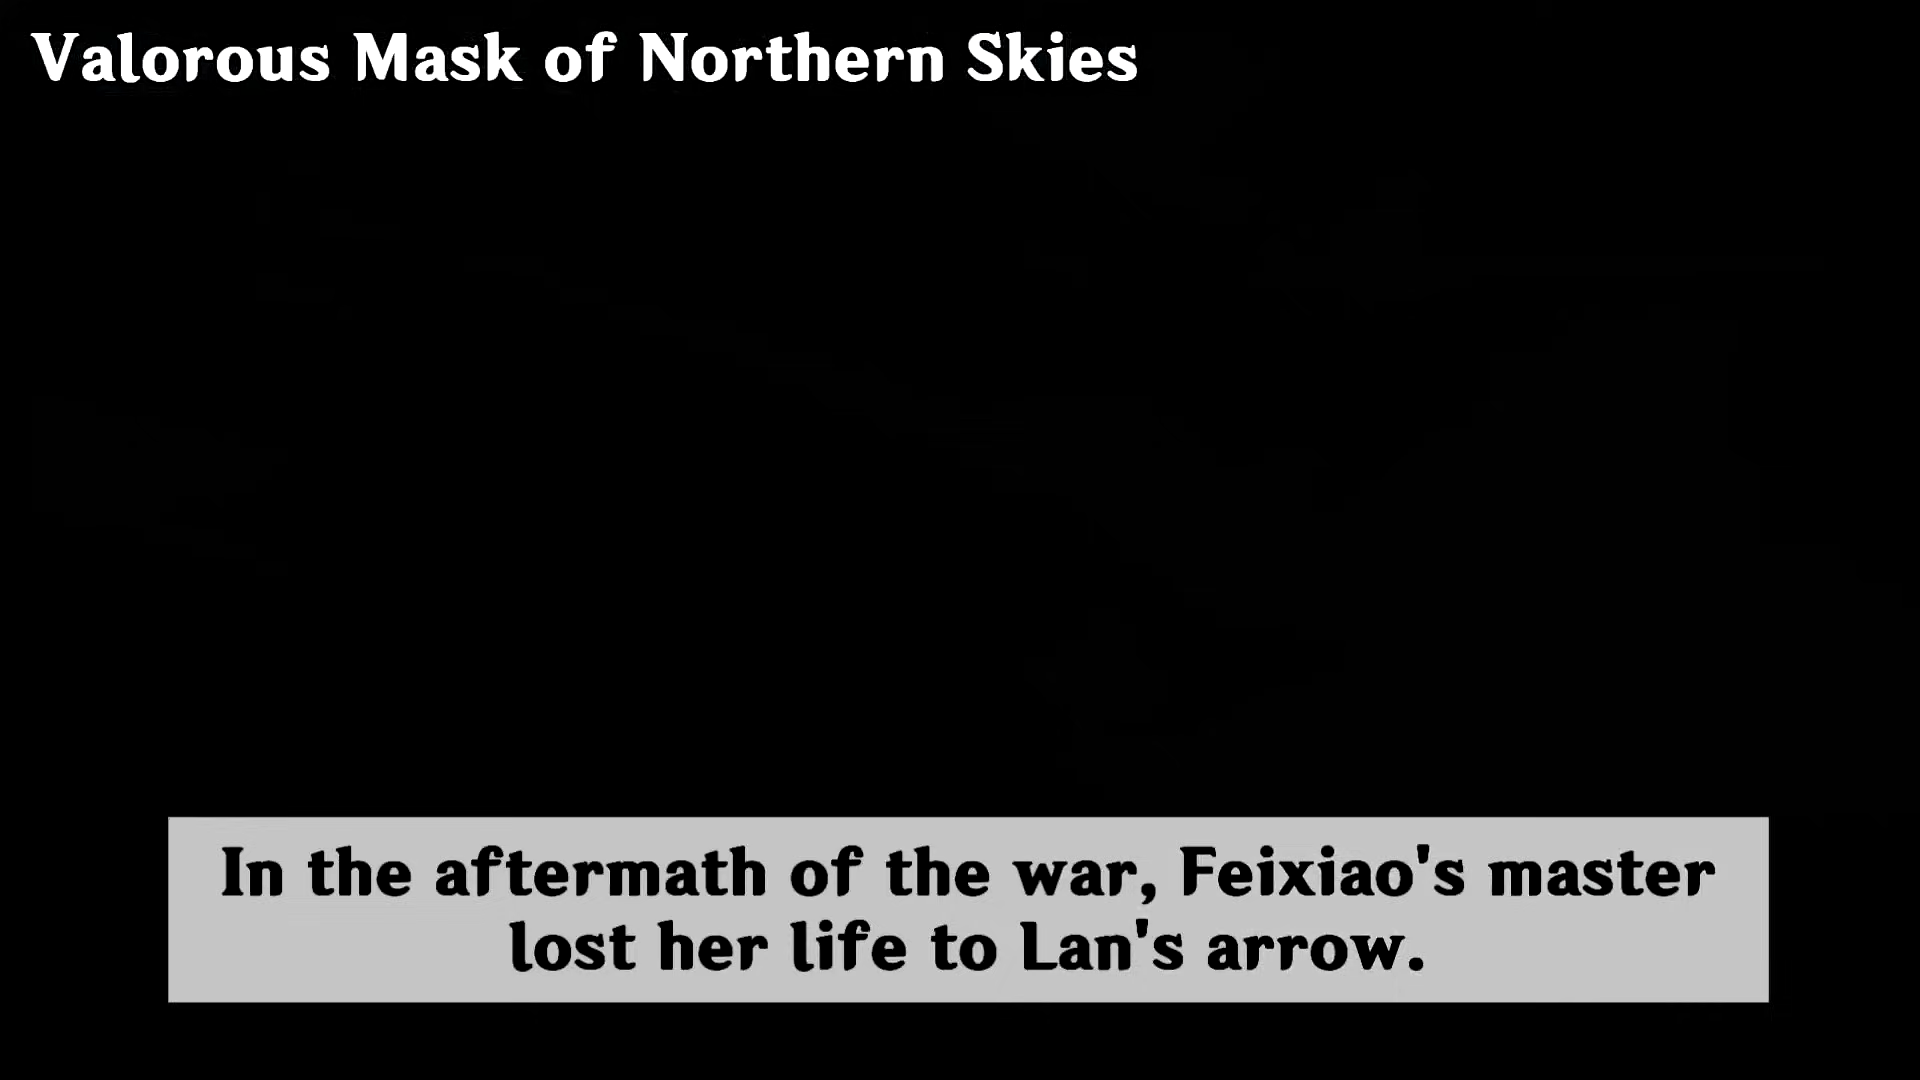 Valorous Mask of Northern Skies
In the aftermath of the war, Feixiao's master
lost her life to Lan's arrow.